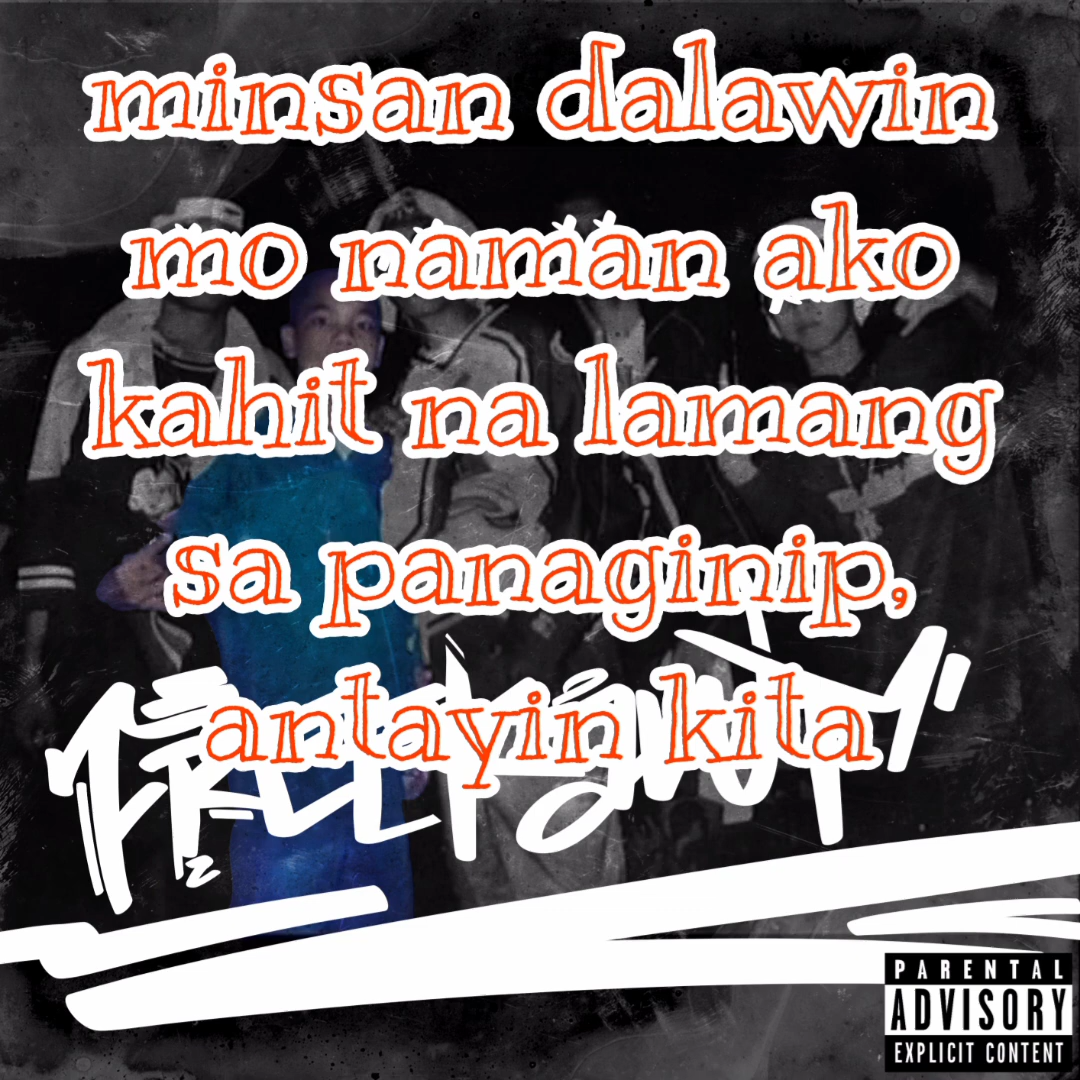 minsan dalawin
mo naman ako
kahit na lamang
sa panaginip,
antayin kita
PARENTAL
ADVISORY
EXPLICIT CONTENT